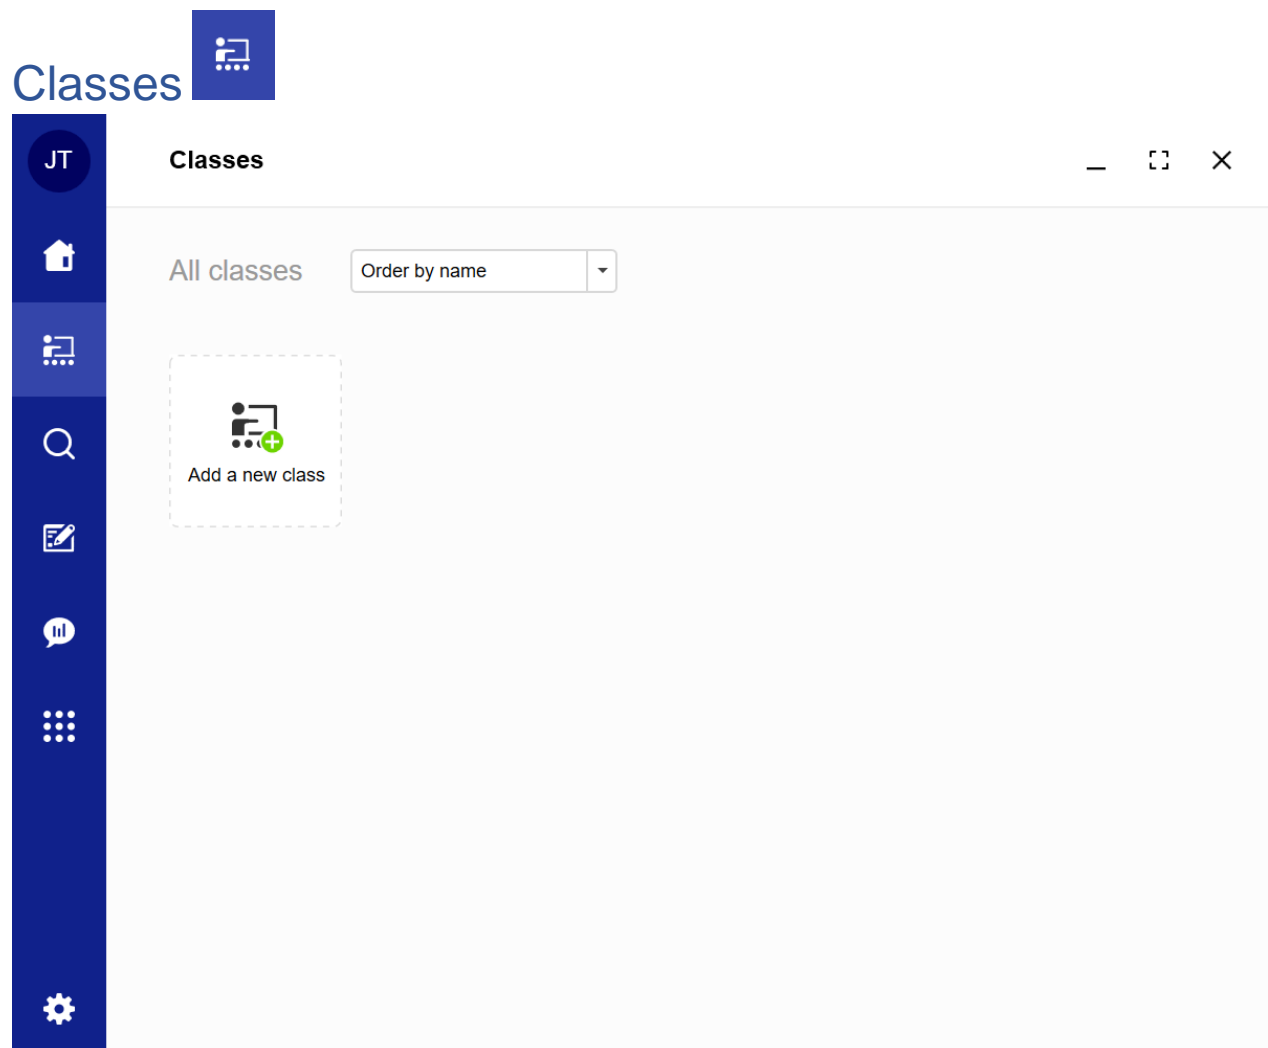 Classes
JT
Classes
All classes
Order by name
Add a new class